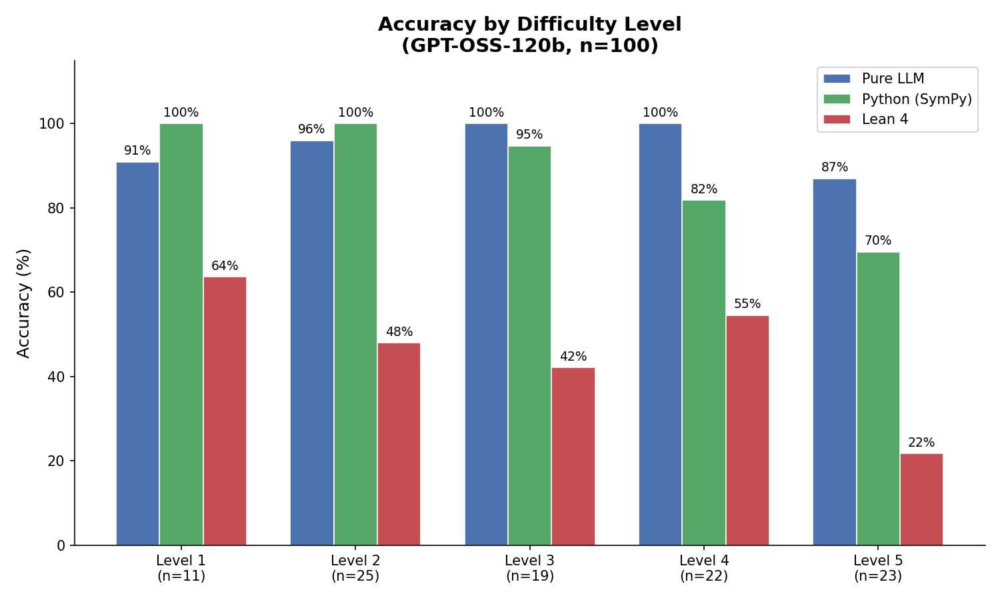 Accuracy by Difficulty Level
(GPT-OSS-120b, n=100)
Pure LLM
Python (SymPy)
Lean 4
Accuracy (%)
100
80
60
40
20
0
91%
100%
64%
96%
100%
48%
100%
95%
42%
100%
82%
55%
87%
70%
22%
Level 1
(n=11)
Level 2
(n=25)
Level 3
(n=19)
Level 4
(n=22)
Level 5
(n=23)